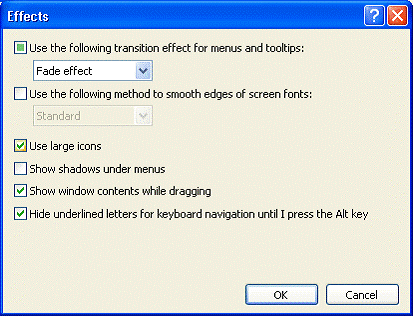 Effects
Use the following transition effect for menus and tooltips:
Fade effect
Use the following method to smooth edges of screen fonts:
Standard
Use large icons
Show shadows under menus
Show window contents while dragging
Hide underlined letters for keyboard navigation until I press the Alt key
OK Cancel